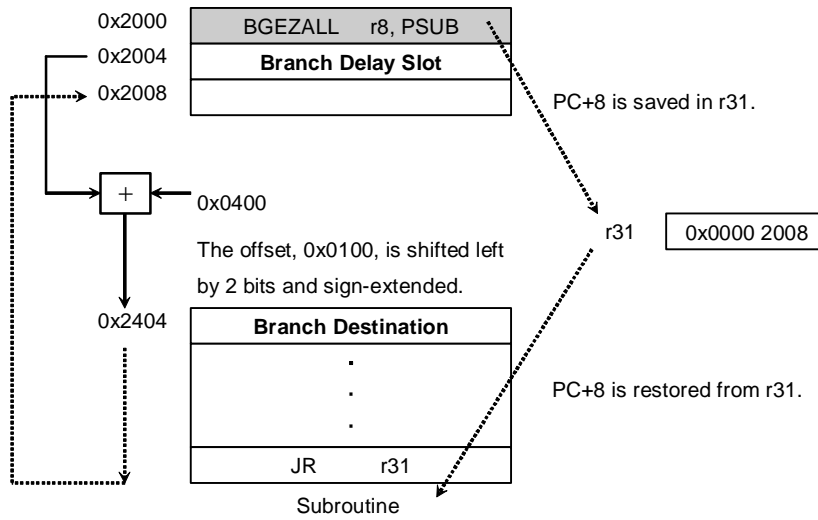 0x2000
BGEZALL r8, PSUB
0x2004
Branch Delay Slot
0x2008
PC+8 is saved in r31.
+
0x0400
r31
0x0000 2008
The offset, 0x0100, is shifted left
by 2 bits and sign-extended.
0x2404
Branch Destination
.
.
.
PC+8 is restored from r31.
JR r31
Subroutine